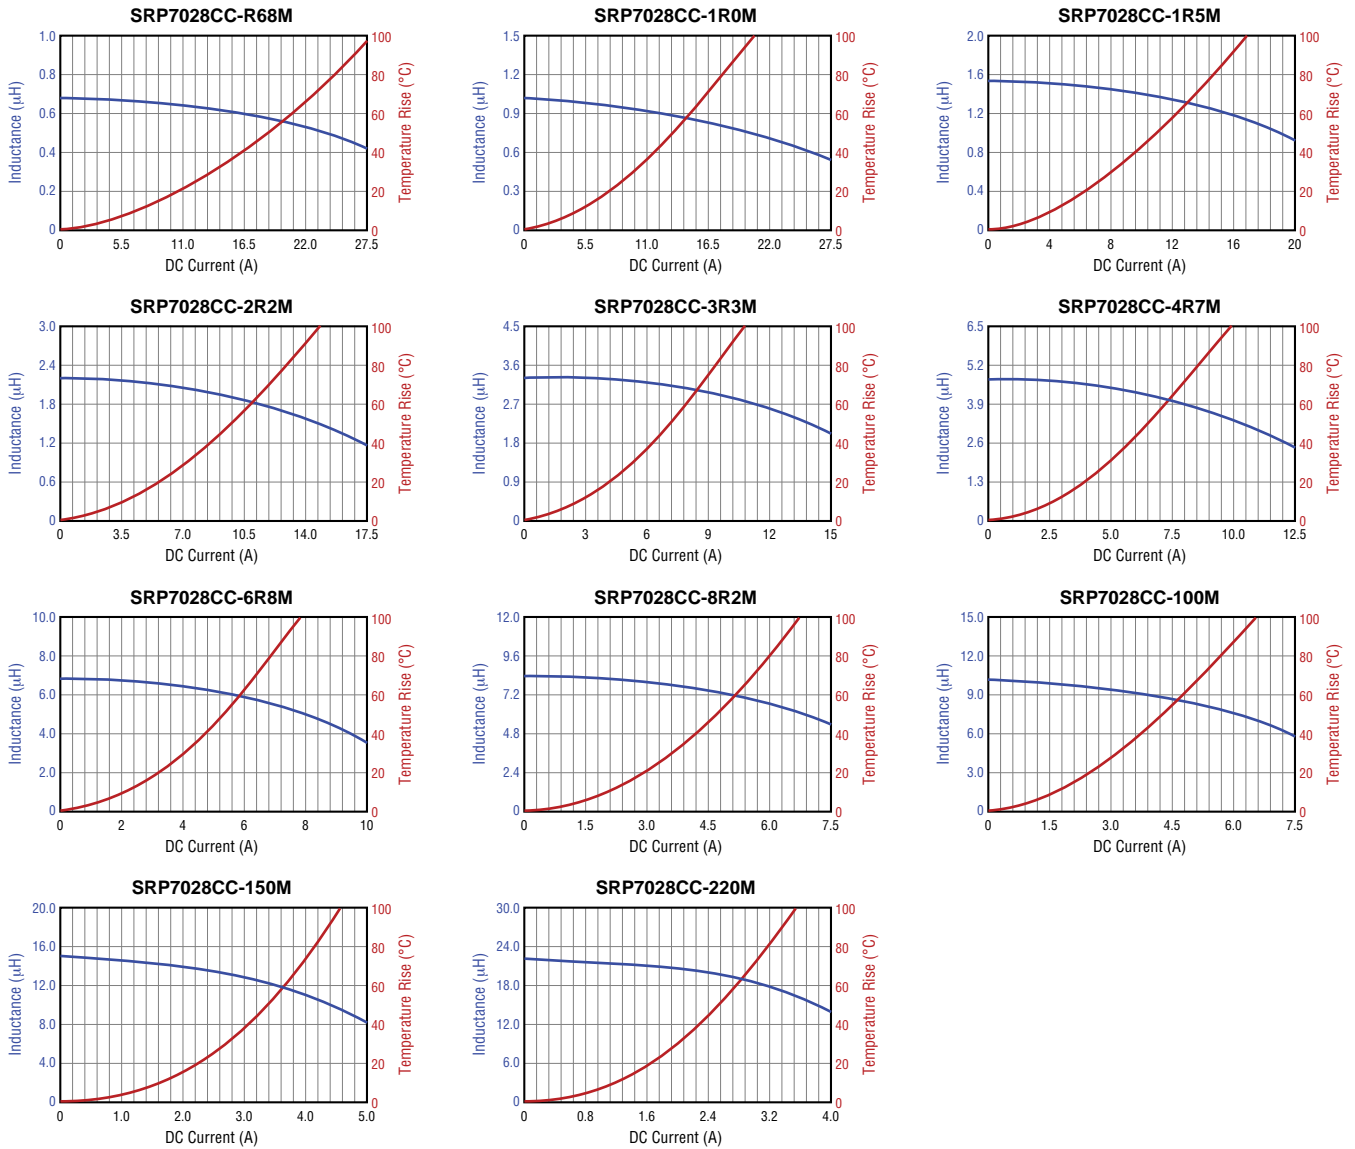 SRP7028CC-R68M
1.0
0.8
0.6
0.4
0.2
0
Inductance (µH)
100
80
60
40
20
0
Temperature Rise (°C)
0 5.5 11.0 16.5 22.0 27.5
DC Current (A)
SRP7028CC-1R0M
1.5
1.2
0.9
0.6
0.3
0
Inductance (µH)
100
80
60
40
20
0
Temperature Rise (°C)
0 5.5 11.0 16.5 22.0 27.5
DC Current (A)
SRP7028CC-1R5M
2.0
1.6
1.2
0.8
0.4
0
Inductance (µH)
100
80
60
40
20
0
Temperature Rise (°C)
0 4 8 12 16 20
DC Current (A)
SRP7028CC-2R2M
3.0
2.4
1.8
1.2
0.6
0
Inductance (µH)
100
80
60
40
20
0
Temperature Rise (°C)
0 3.5 7.0 10.5 14.0 17.5
DC Current (A)
SRP7028CC-3R3M
4.5
3.6
2.7
1.8
0.9
0
Inductance (µH)
100
80
60
40
20
0
Temperature Rise (°C)
0 3 6 9 12 15
DC Current (A)
SRP7028CC-4R7M
6.5
5.2
3.9
2.6
1.3
0
Inductance (µH)
100
80
60
40
20
0
Temperature Rise (°C)
0 2.5 5.0 7.5 10.0 12.5
DC Current (A)
SRP7028CC-6R8M
10.0
8.0
6.0
4.0
2.0
0
Inductance (µH)
100
80
60
40
20
0
Temperature Rise (°C)
0 2 4 6 8 10
DC Current (A)
SRP7028CC-8R2M
12.0
9.6
7.2
4.8
2.4
0
Inductance (µH)
100
80
60
40
20
0
Temperature Rise (°C)
0 1.5 3.0 4.5 6.0 7.5
DC Current (A)
SRP7028CC-100M
15.0
12.0
9.0
6.0
3.0
0
Inductance (µH)
100
80
60
40
20
0
Temperature Rise (°C)
0 1.5 3.0 4.5 6.0 7.5
DC Current (A)
SRP7028CC-150M
20.0
16.0
12.0
8.0
4.0
0
Inductance (µH)
100
80
60
40
20
0
Temperature Rise (°C)
0 1.0 2.0 3.0 4.0 5.0
DC Current (A)
SRP7028CC-220M
30.0
24.0
18.0
12.0
6.0
0
Inductance (µH)
100
80
60
40
20
0
Temperature Rise (°C)
0 0.8 1.6 2.4 3.2 4.0
DC Current (A)